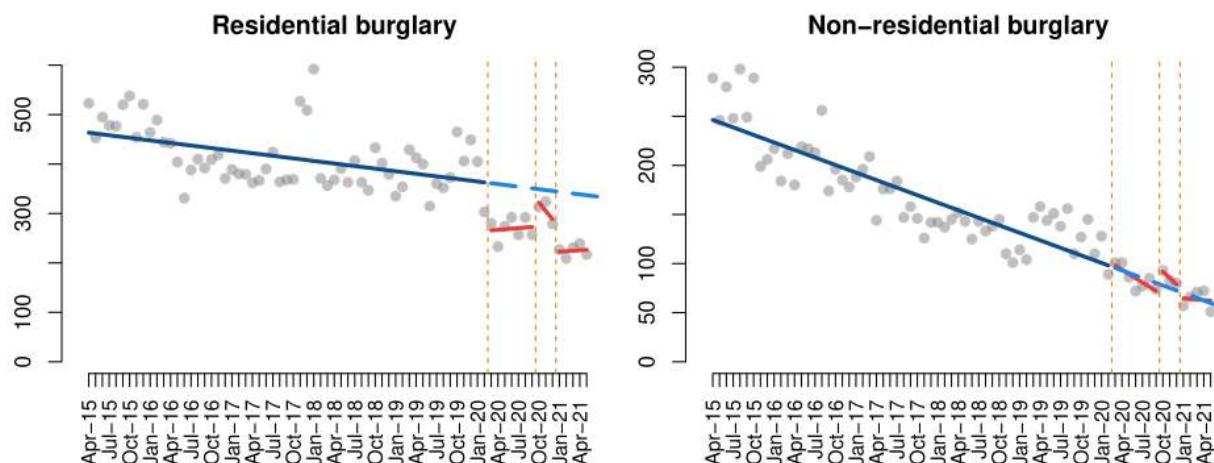 Residential burglary
500
300
100
0
Apr−15
Jul−15
Oct−15
Jan−16
Apr−16
Jul−16
Oct−16
Jan−17
Apr−17
Jul−17
Oct−17
Jan−18
Apr−18
Jul−18
Oct−18
Jan−19
Apr−19
Jul−19
Oct−19
Jan−20
Apr−20
Jul−20
Oct−20
Jan−21
Apr−21
Non−residential burglary
300
200
100
50
0
Apr−15
Jul−15
Oct−15
Jan−16
Apr−16
Jul−16
Oct−16
Jan−17
Apr−17
Jul−17
Oct−17
Jan−18
Apr−18
Jul−18
Oct−18
Jan−19
Apr−19
Jul−19
Oct−19
Jan−20
Apr−20
Jul−20
Oct−20
Jan−21
Apr−21